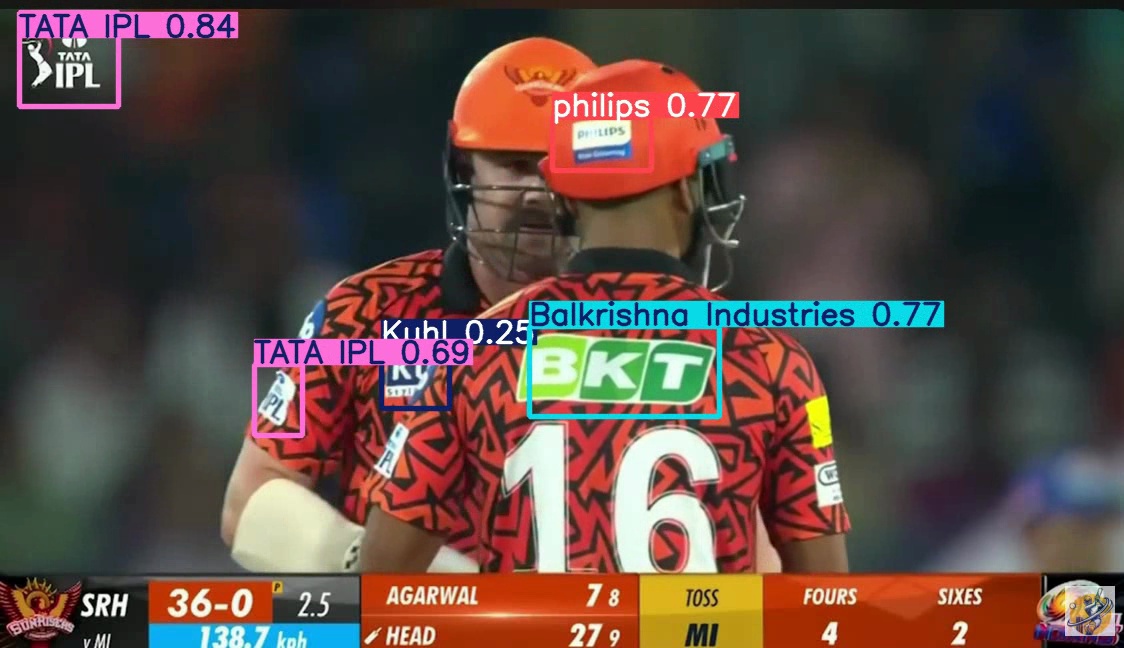 TATA IPL 0.84
TATA
IPL
philips 0.77
PHILIPS
Balkrishna Industries 0.77
Kuhl 0.25
TATA IPL 0.69
BKT
IPL
IPL
16
SRH
v MI
36-0
P
2.5
138.7 kph
AGARWAL 7 8
HEAD 27 9
TOSS
MI
FOURS
4
SIXES
2
SUNRISERS